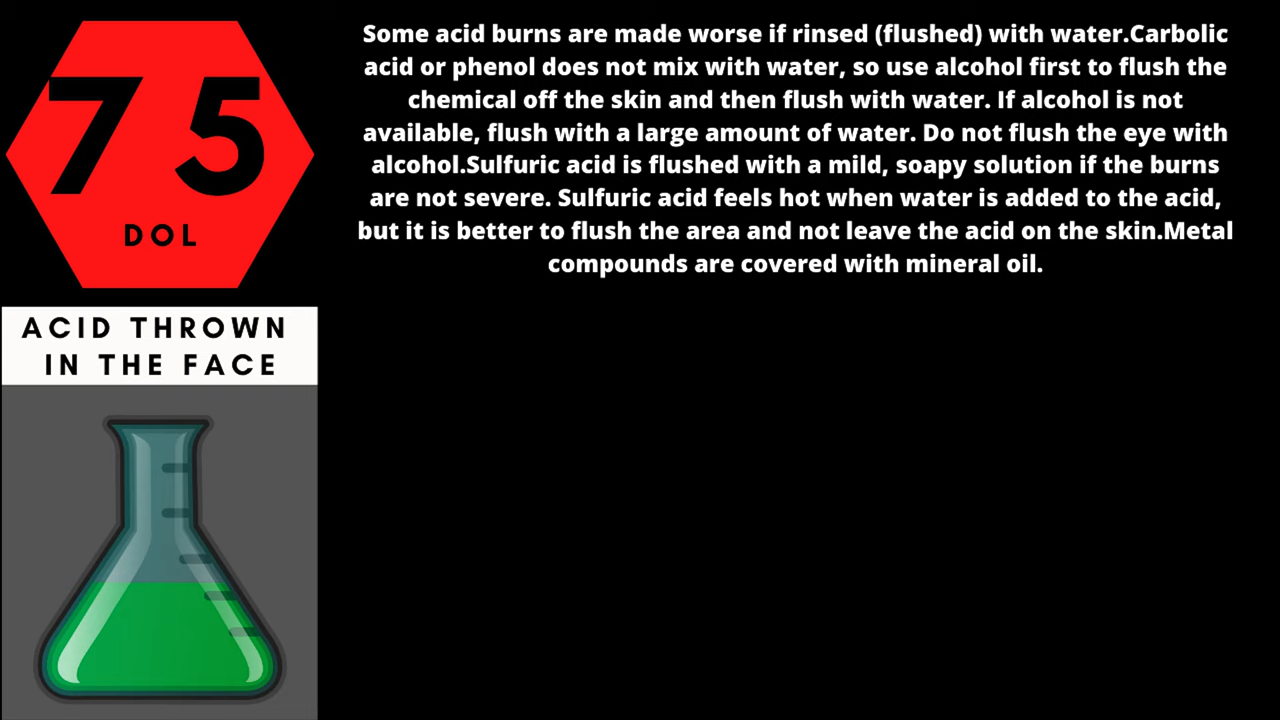 75
DOL
ACID THROWN
IN THE FACE
Some acid burns are made worse if rinsed (flushed) with water.Carbolic
acid or phenol does not mix with water, so use alcohol first to flush the
chemical off the skin and then flush with water. If alcohol is not
available, flush with a large amount of water. Do not flush the eye with
alcohol.Sulfuric acid is flushed with a mild, soapy solution if the burns
are not severe. Sulfuric acid feels hot when water is added to the acid,
but it is better to flush the area and not leave the acid on the skin.Metal
compounds are covered with mineral oil.